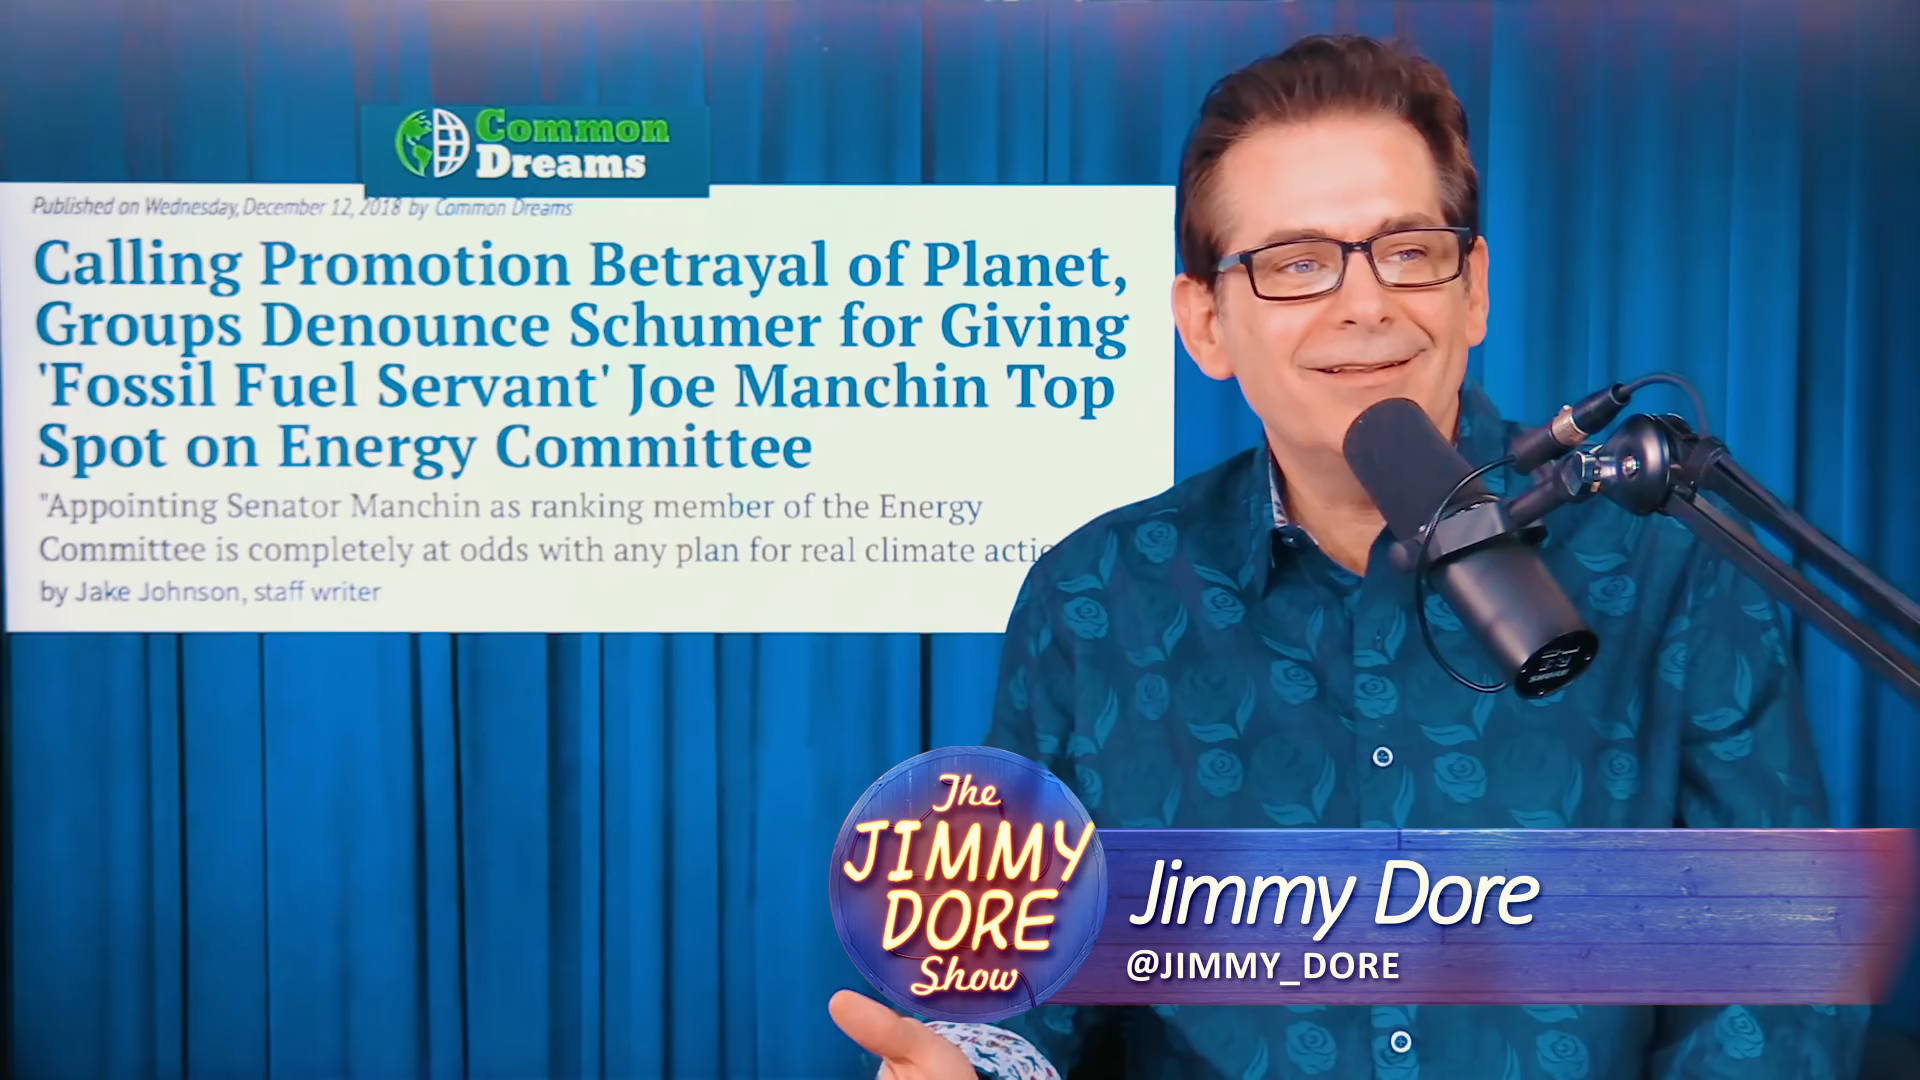 Common
Dreams
Published on Wednesday, December 12, 2018 by Common Dreams
Calling Promotion Betrayal of Planet,
Groups Denounce Schumer for Giving
'Fossil Fuel Servant' Joe Manchin Top
Spot on Energy Committee
"Appointing Senator Manchin as ranking member of the Energy
Committee is completely at odds with any plan for real climate actio
by Jake Johnson, staff writer
SHURE
The
JIMMY
DORE
Show
Jimmy Dore
@JIMMY_DORE